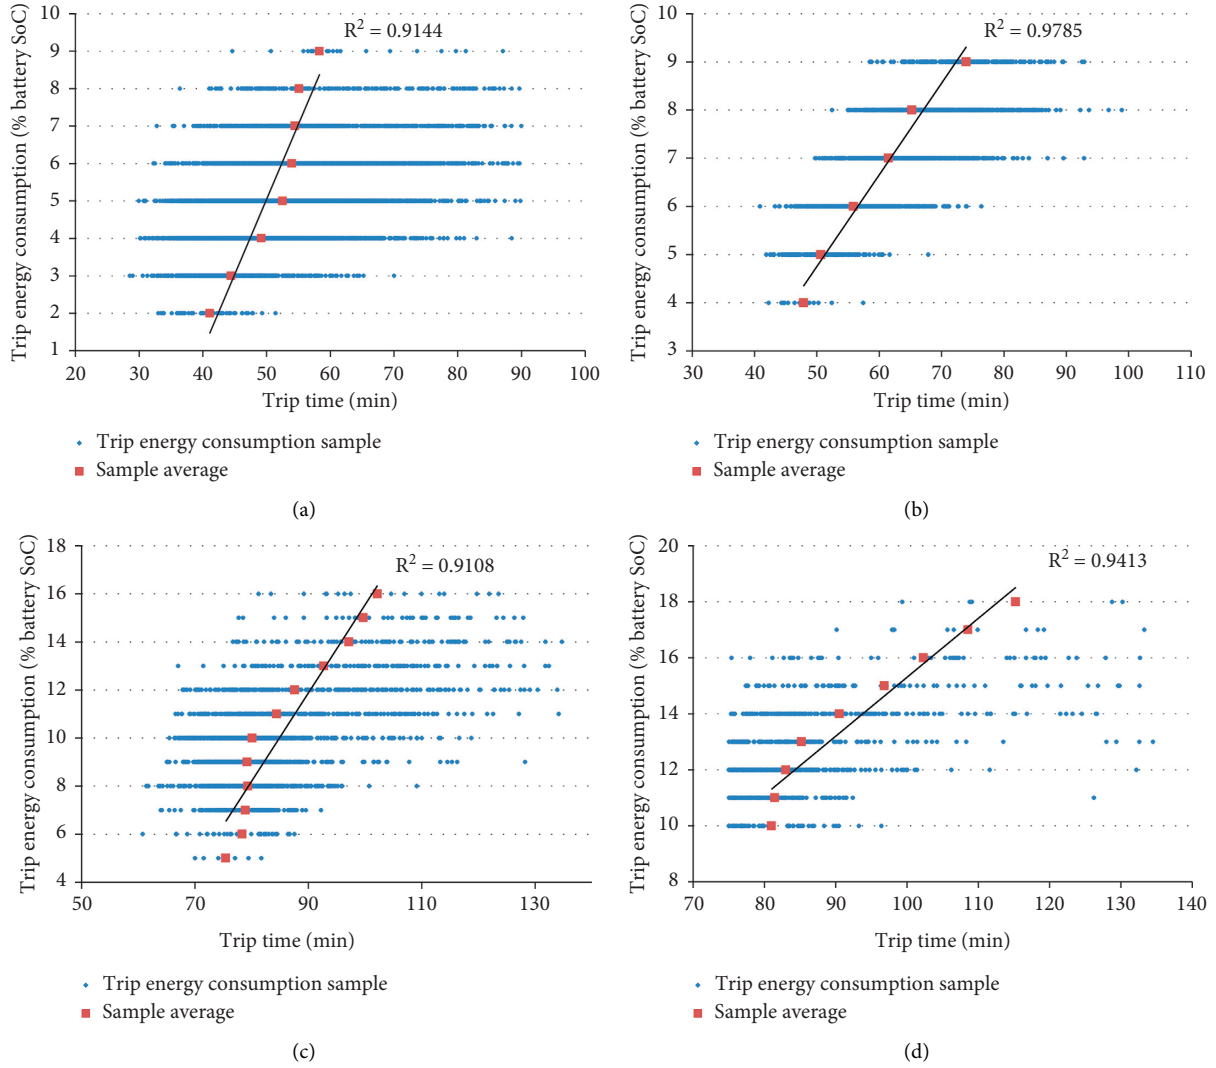 R² = 0.9144
Trip energy consumption (% battery SoC)
10
9
8
7
6
5
4
3
2
1
20 30 40 50 60 70 80 90 100
Trip time (min)
Trip energy consumption sample
Sample average
(a)
R² = 0.9785
Trip energy consumption (% battery SoC)
10
9
8
7
6
5
4
3
30 40 50 60 70 80 90 100 110
Trip time (min)
Trip energy consumption sample
Sample average
(b)
R² = 0.9108
Trip energy consumption (% battery SoC)
18
16
14
12
10
8
6
4
50 70 90 110 130
Trip time (min)
Trip energy consumption sample
Sample average
(c)
R² = 0.9413
Trip energy consumption (% battery SoC)
20
18
16
14
12
10
8
70 80 90 100 110 120 130 140
Trip time (min)
Trip energy consumption sample
Sample average
(d)